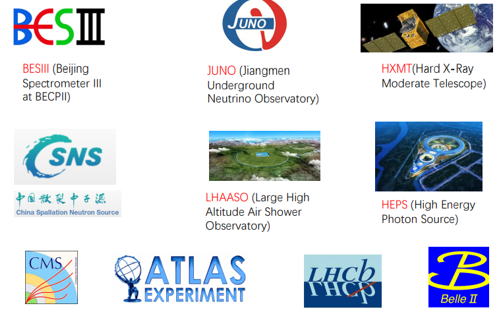 BESIII
JUNO
BESIII (Beijing
Spectrometer III
at BECPII)
JUNO (Jiangmen
Underground
Neutrino Observatory)
HXMT(Hard X-Ray
Moderate Telescope)
CSNS
中国散裂中子源
China Spallation Neutron Source
LHAASO (Large High
Altitude Air Shower
Observatory)
HEPS (High Energy
Photon Source)
CMS
ATLAS
EXPERIMENT
LHCb
LHCb
B
Belle II